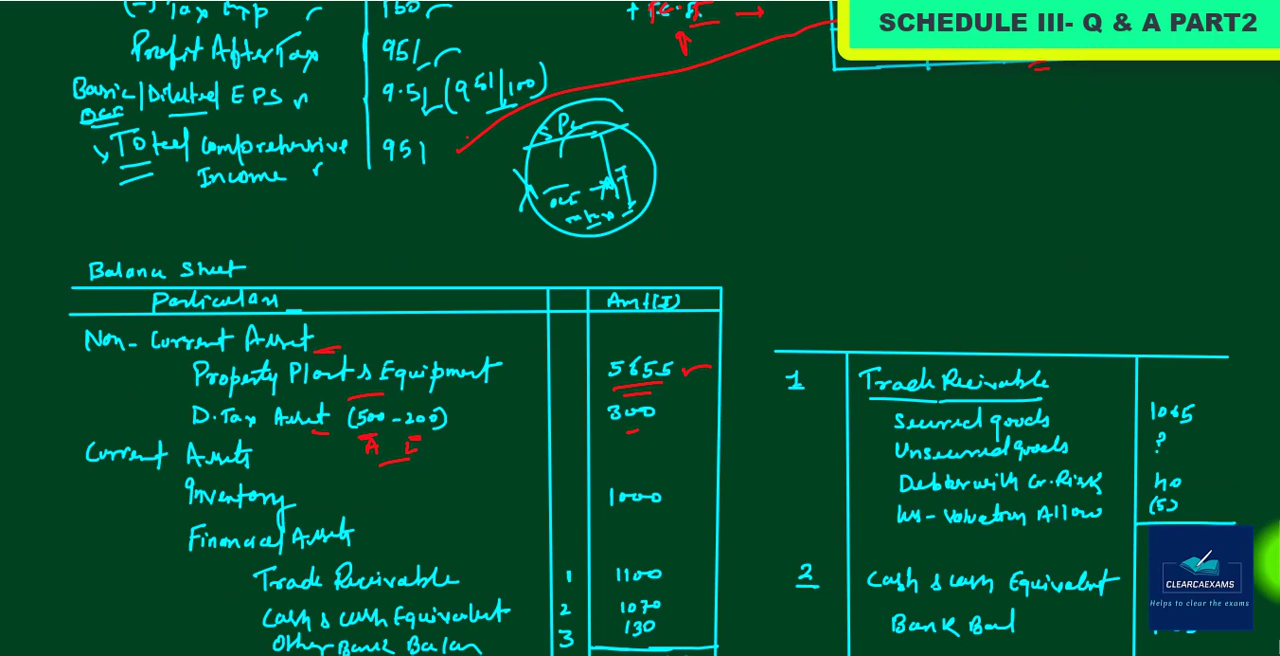 (-) Tax Exp 150
+ F.C.F.
SCHEDULE III- Q & A PART2
Profit After Tax 951
Basic/Diluted EPS 9.51 (951/100)
OCI
Total Comprehensive 951
Income
SPL
OCI
Balance Sheet
Particulars Amt(I)
Non-Current Asset
Property Plant & Equipment 5655
D. Tax Asset (500-200) 300
A L
Current Assets
Inventory 1000
Financial Assets
Trade Receivable 1 1100
Cash & cash Equivalent 2 1070
Other Bank Balan 3 130
1 Trade Receivable
Secured goods 1065
Unsecured goods ?
Debtor with Cr. Risk 40
Less - Valuation Allow (5)
2 Cash & cash Equivalent
Bank Bal
CLEARCAEXAMS
Helps to clear the exams